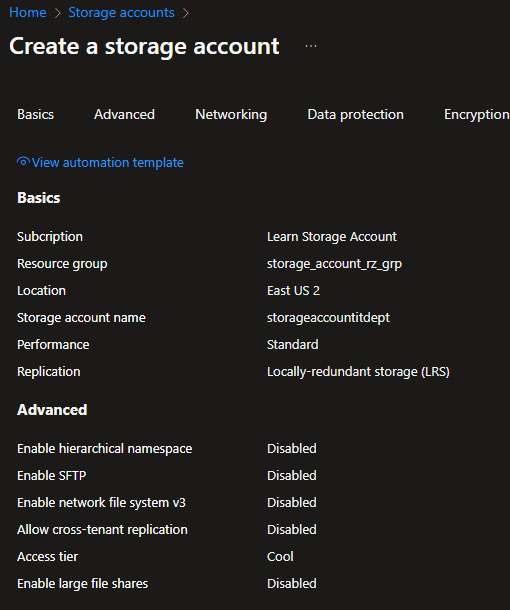 Home > Storage accounts >
Create a storage account ...
Basics Advanced Networking Data protection Encryption
View automation template
Basics
Subcription Learn Storage Account
Resource group storage_account_rz_grp
Location East US 2
Storage account name storageaccountitdept
Performance Standard
Replication Locally-redundant storage (LRS)
Advanced
Enable hierarchical namespace Disabled
Enable SFTP Disabled
Enable network file system v3 Disabled
Allow cross-tenant replication Disabled
Access tier Cool
Enable large file shares Disabled